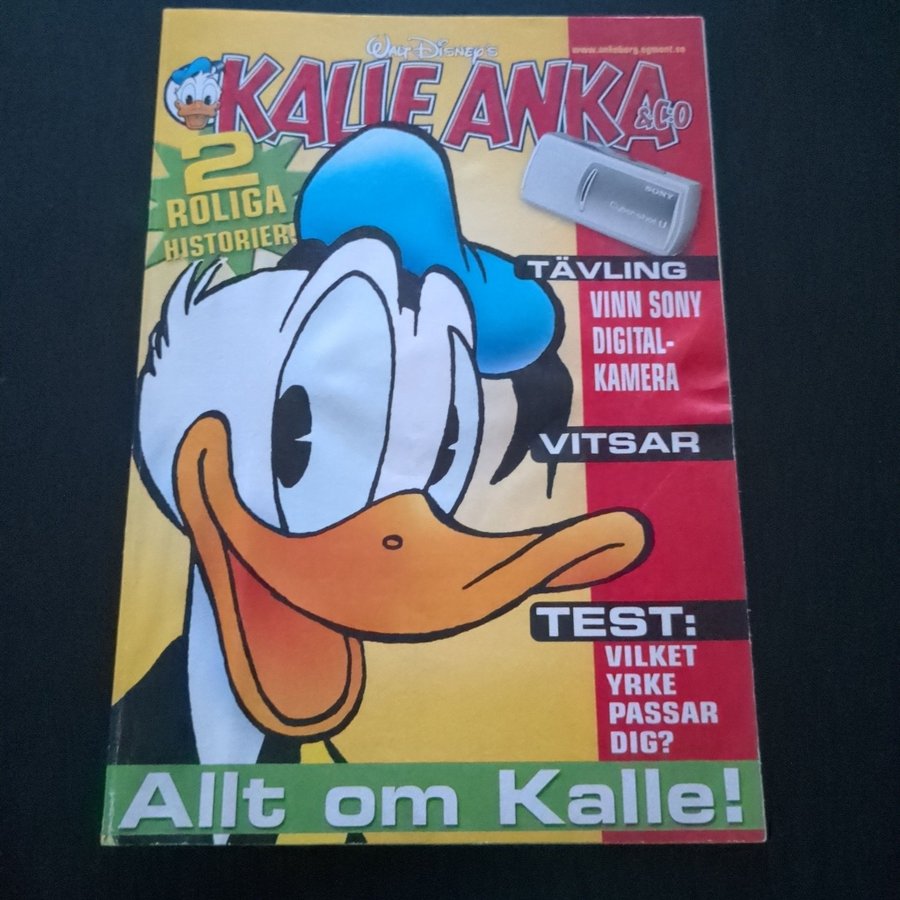 WALT DISNEY'S
www.ankeborg.egmont.se
KALLE ANKA
& C:O
2
ROLIGA
HISTORIER!
SONY
Cyber-shot U
TÄVLING
VINN SONY
DIGITAL-
KAMERA
VITSAR
TEST:
VILKET
YRKE
PASSAR
DIG?
Allt om Kalle!